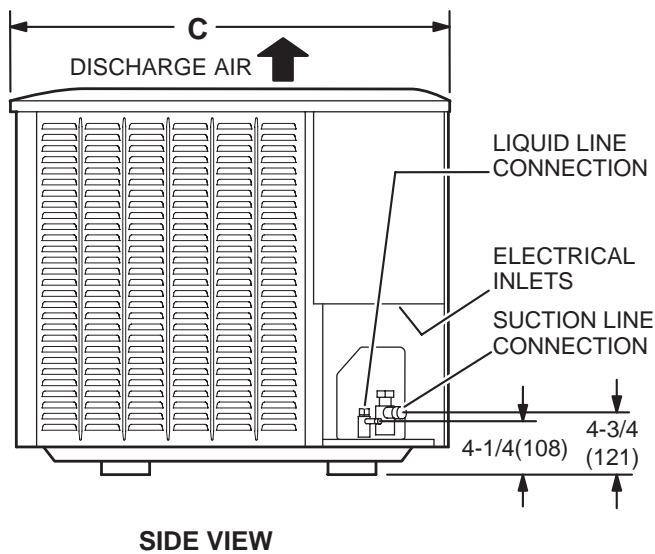 C
DISCHARGE AIR
LIQUID LINE
CONNECTION
ELECTRICAL
INLETS
SUCTION LINE
CONNECTION
4-1/4(108)
4-3/4
(121)
SIDE VIEW